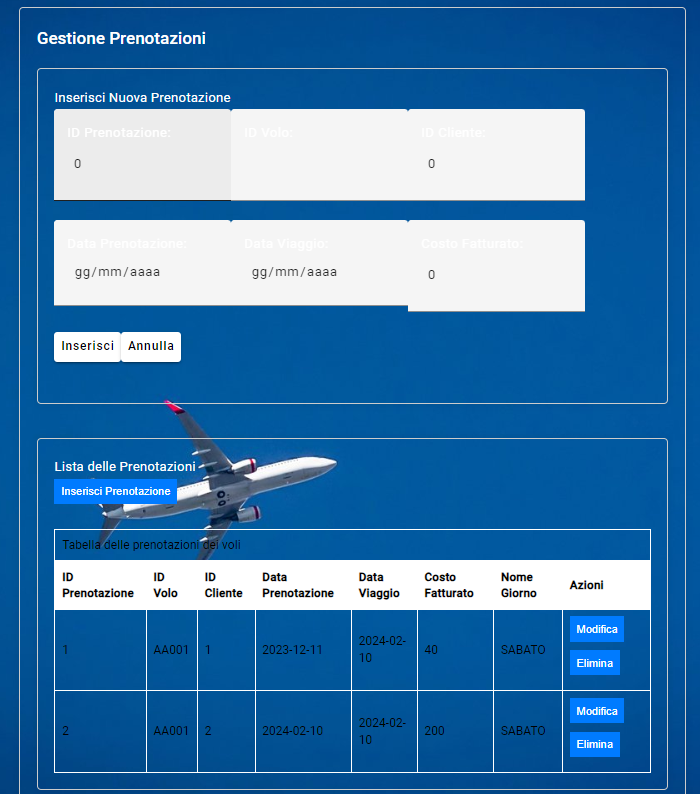 Gestione Prenotazioni
Inserisci Nuova Prenotazione
ID Prenotazione: ID Volo: ID Cliente:
0 0
Data Prenotazione: Data Viaggio: Costo Fatturato:
gg/mm/aaaa gg/mm/aaaa 0
Inserisci Annulla
Lista delle Prenotazioni
Inserisci Prenotazione
Tabella delle prenotazioni dei voli
ID Prenotazione ID Volo ID Cliente Data Prenotazione Data Viaggio Costo Fatturato Nome Giorno Azioni
1 AA001 1 2023-12-11 2024-02-10 40 SABATO Modifica
Elimina
2 AA001 2 2024-02-10 2024-02-10 200 SABATO Modifica
Elimina